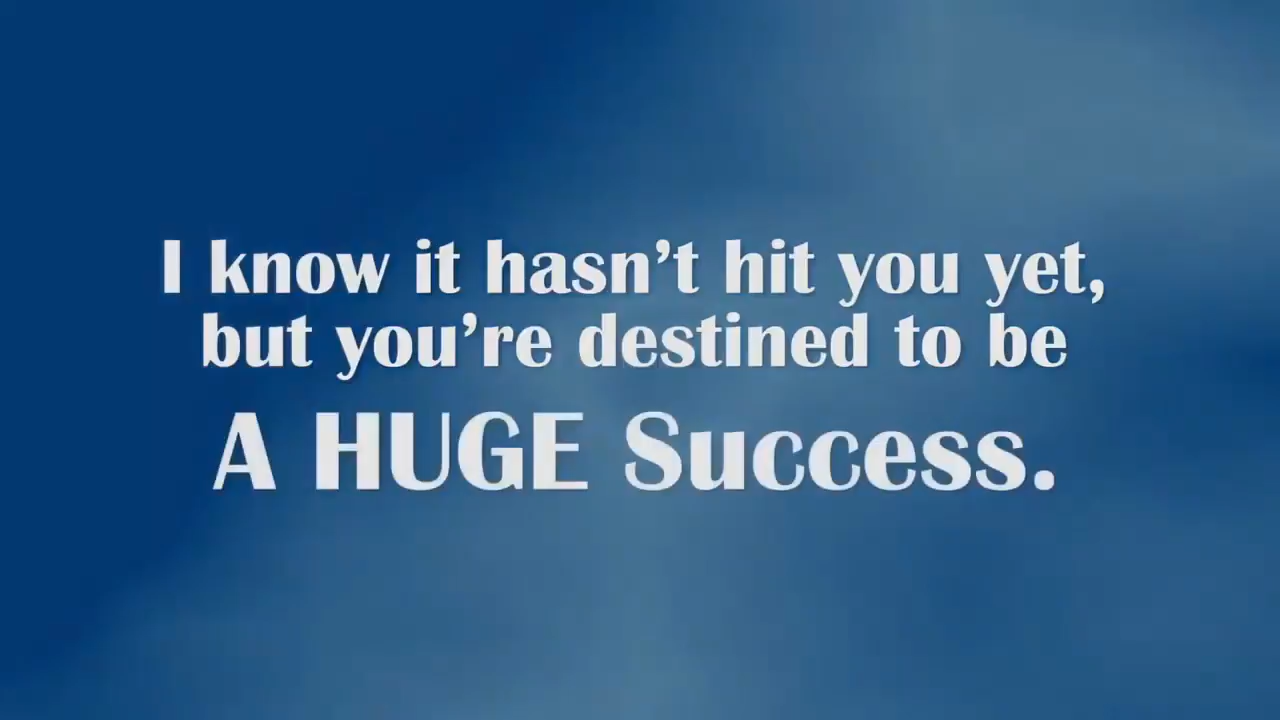 I know it hasn’t hit you yet,
but you’re destined to be
A HUGE Success.